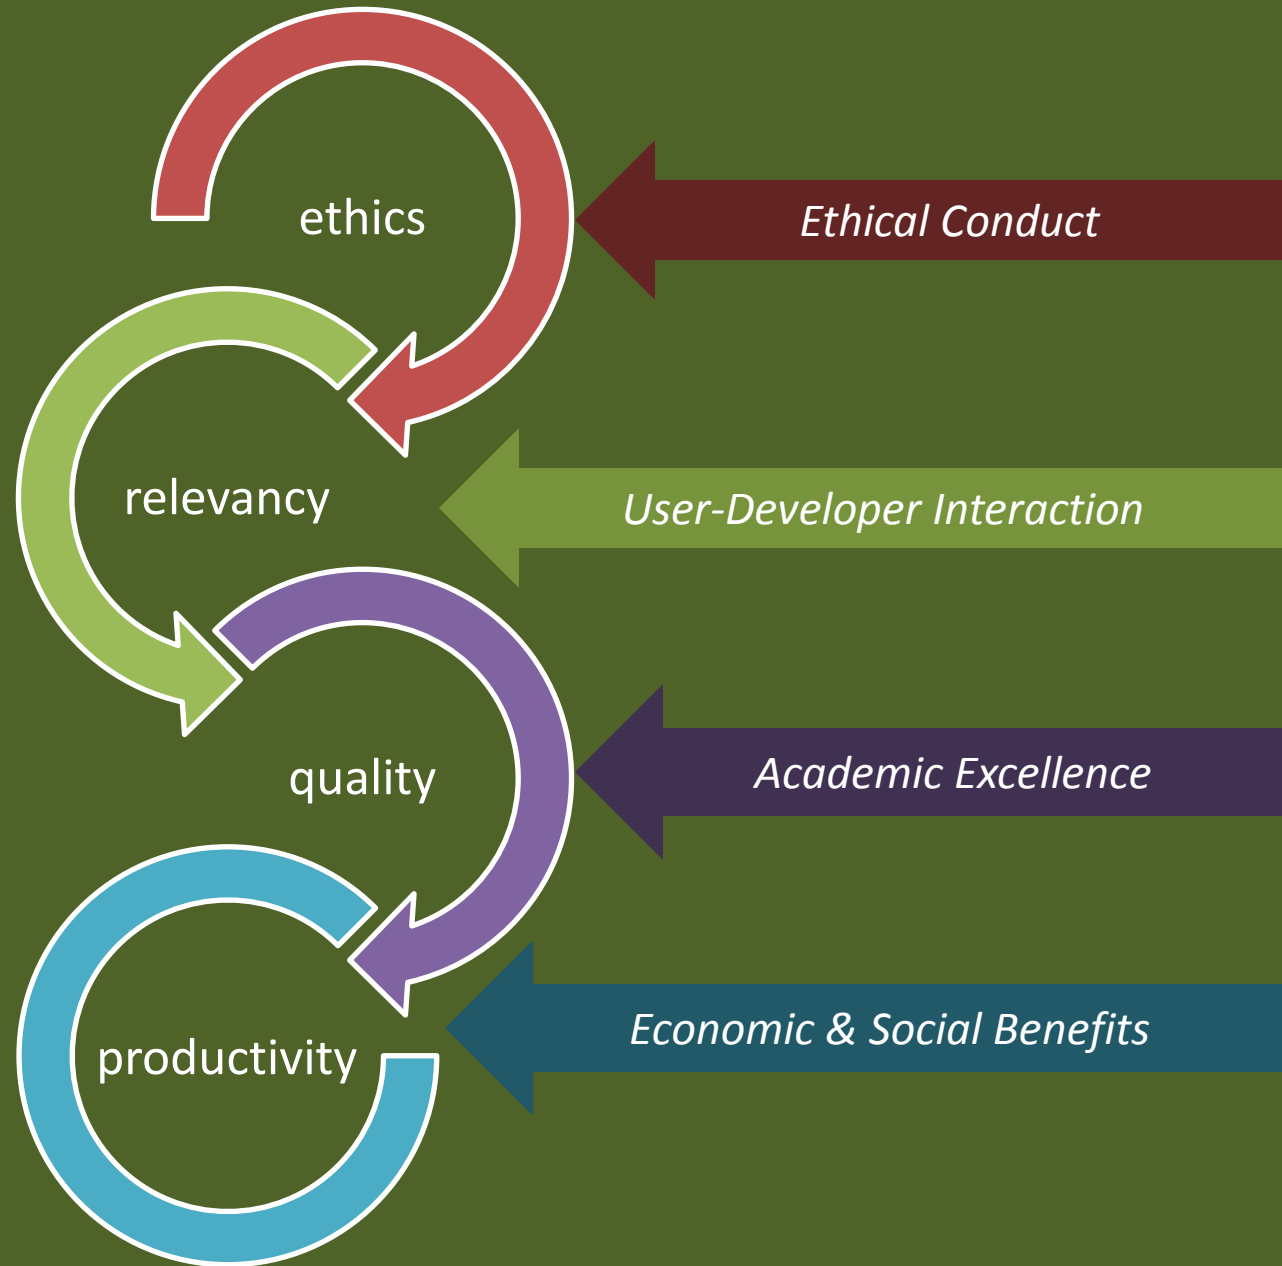 ethics
Ethical Conduct
relevancy
User-Developer Interaction
quality
Academic Excellence
productivity
Economic & Social Benefits